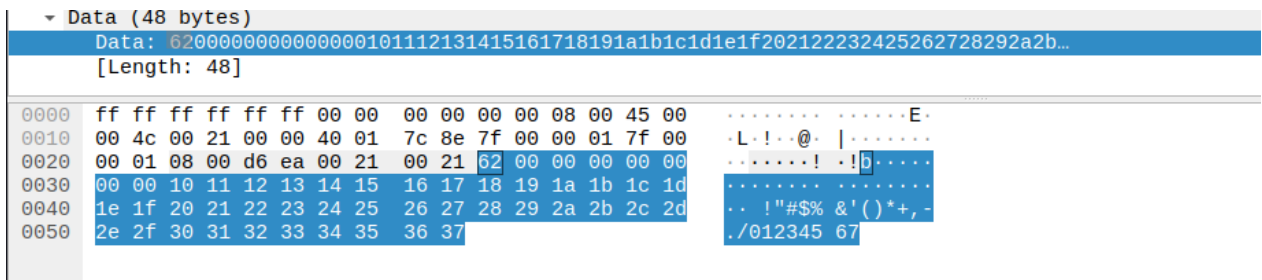 Data (48 bytes)
Data: 62000000000000001011121314151617​18191a1b1c1d1e1f202122232425262728292a2b…
[Length: 48]
0000 ff ff ff ff ff ff 00 00 00 00 00 00 08 00 45 00 ········ ······E·
0010 00 4c 00 21 00 00 40 01 7c 8e 7f 00 00 01 7f 00 ·L·!··@· |·······
0020 00 01 08 00 d6 ea 00 21 00 21 62 00 00 00 00 00 ·······! ·!b·····
0030 00 00 10 11 12 13 14 15 16 17 18 19 1a 1b 1c 1d ········ ········
0040 1e 1f 20 21 22 23 24 25 26 27 28 29 2a 2b 2c 2d ·· !"#$% &'()*+,-
0050 2e 2f 30 31 32 33 34 35 36 37 ./012345 67